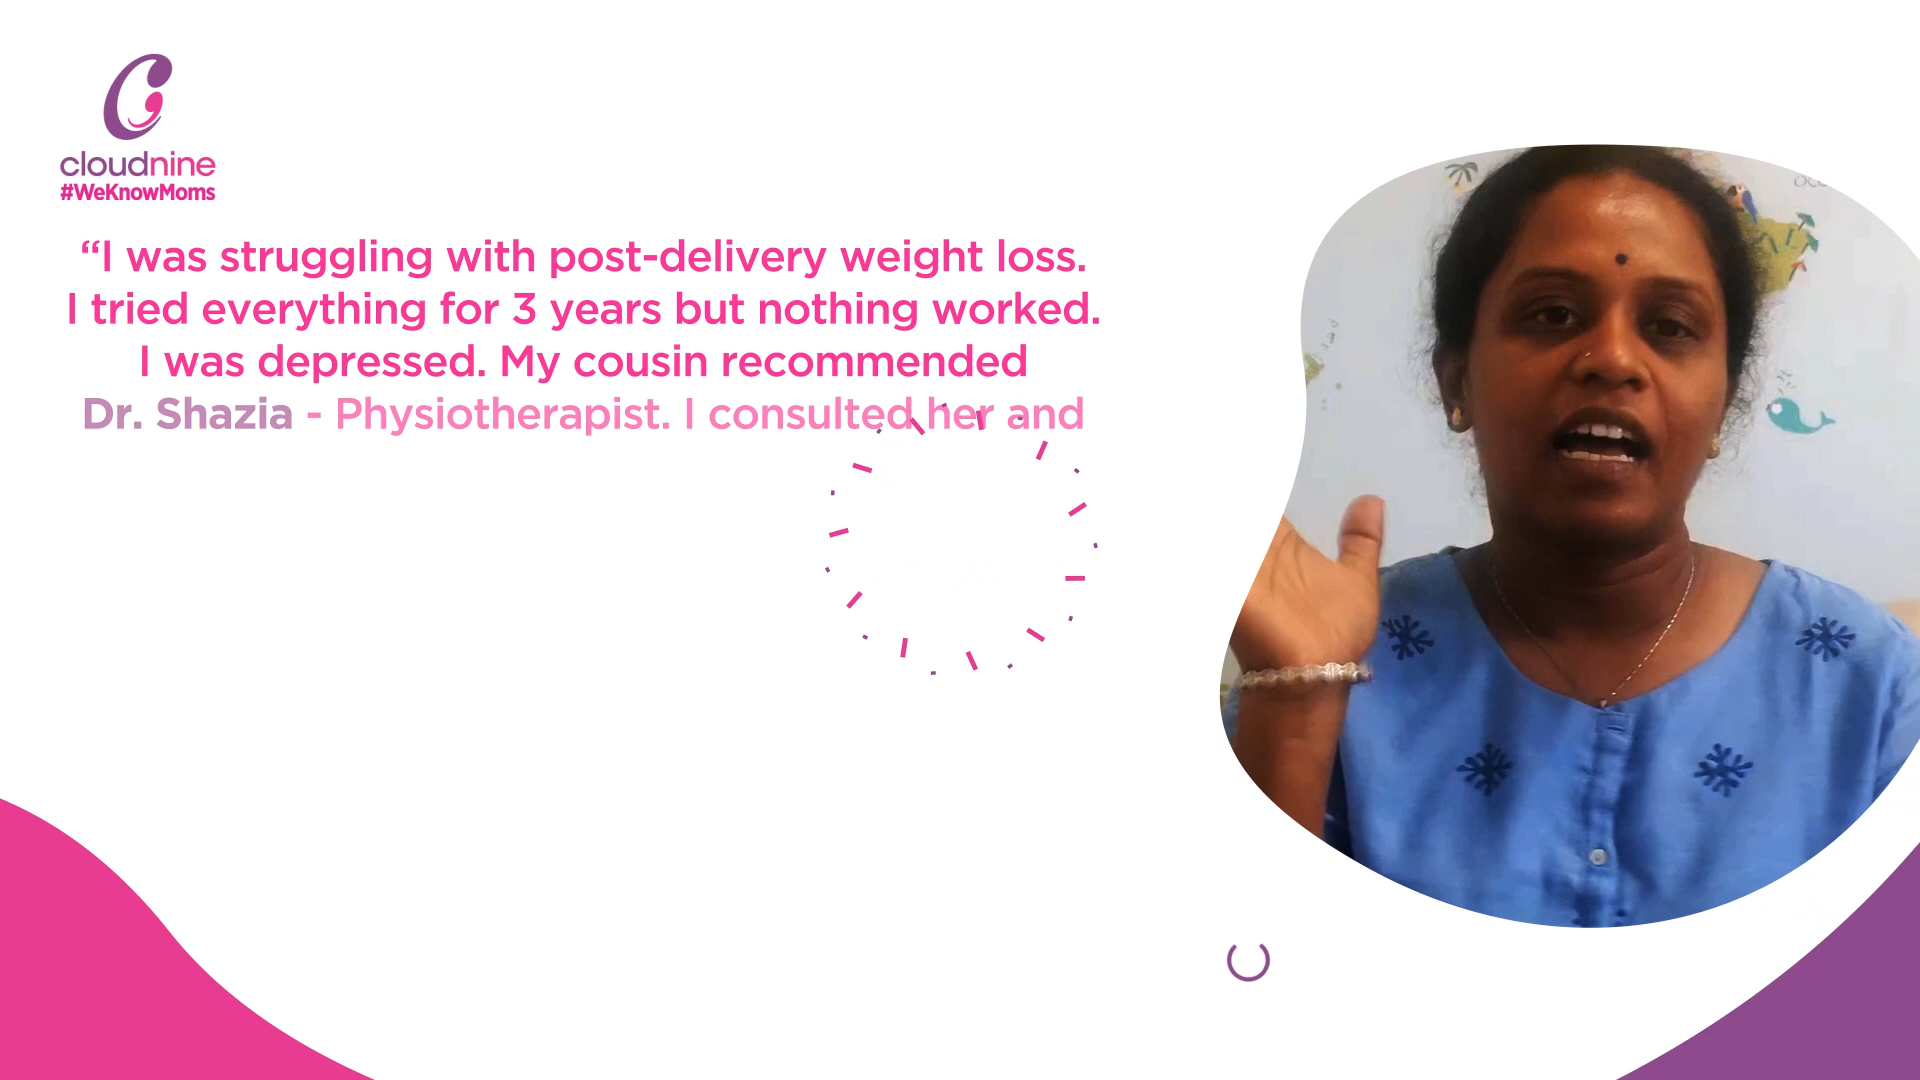 cloudnine
#WeKnowMoms
“I was struggling with post-delivery weight loss.
I tried everything for 3 years but nothing worked.
I was depressed. My cousin recommended
Dr. Shazia - Physiotherapist. I consulted her and